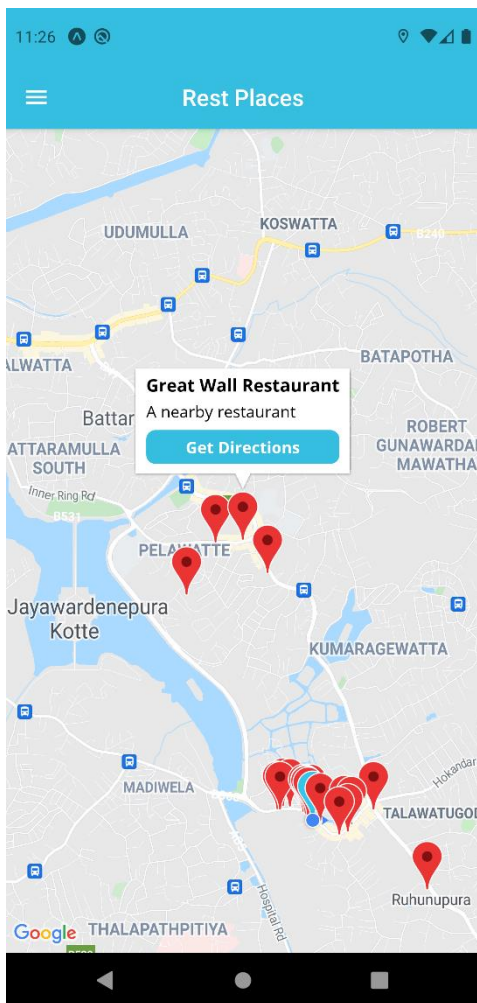 11:26
Rest Places
UDUMULLA
KOSWATTA
B240
ALWATTA
BATAPOTHA
Great Wall Restaurant
A nearby restaurant
Get Directions
Battar
ROBERT
GUNAWARDA
MAWATHA
ATTARAMULLA
SOUTH
Inner Ring Rd
B531
PELAWATTE
Jayawardenepura
Kotte
KUMARAGEWATTA
Hokandar
MADIWELA
TALAWATUGOD
Ruhunupura
Hospital Rd
Google
THALAPATHPITIYA